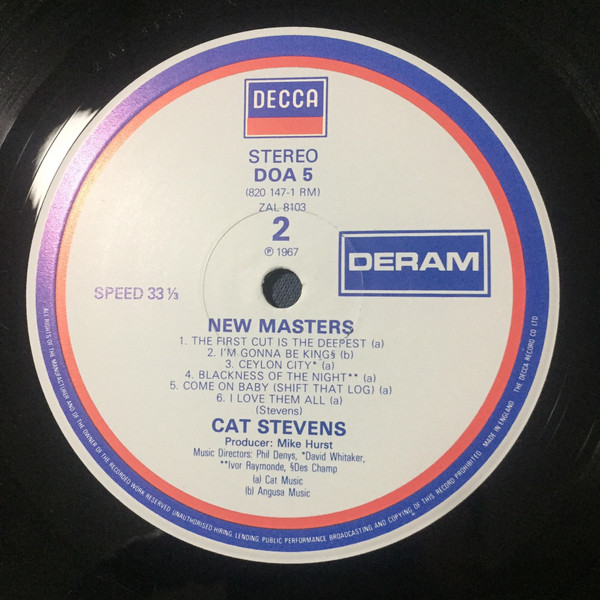 DECCA
STEREO
DOA 5
(820 147-1 RM)
ZAL 8103
2
℗ 1967
DERAM
SPEED 33 ⅓
NEW MASTERS
1. THE FIRST CUT IS THE DEEPEST (a)
2. I'M GONNA BE KING§ (b)
3. CEYLON CITY* (a)
4. BLACKNESS OF THE NIGHT** (a)
5. COME ON BABY (SHIFT THAT LOG) (a)
6. I LOVE THEM ALL (a)
(Stevens)
CAT STEVENS
Producer: Mike Hurst
Music Directors: Phil Denys, *David Whitaker,
**Ivor Raymonde, §Des Champ
(a) Cat Music
(b) Angusa Music
ALL RIGHTS OF THE MANUFACTURER AND OF THE OWNER OF THE RECORDED WORK RESERVED UNAUTHORISED HIRING, LENDING PUBLIC PERFORMANCE BROADCASTING AND COPYING OF THIS RECORD PROHIBITED MADE IN ENGLAND THE DECCA RECORD CO LTD